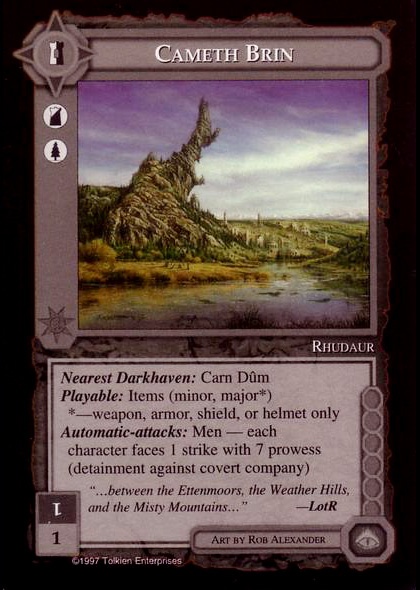 CAMETH BRIN
RHUDAUR
Nearest Darkhaven: Carn Dûm
Playable: Items (minor, major*)
*—weapon, armor, shield, or helmet only
Automatic-attacks: Men — each
character faces 1 strike with 7 prowess
(detainment against covert company)
“…between the Ettenmoors, the Weather Hills,
and the Misty Mountains…” —LotR
1
ART BY ROB ALEXANDER
©1997 Tolkien Enterprises